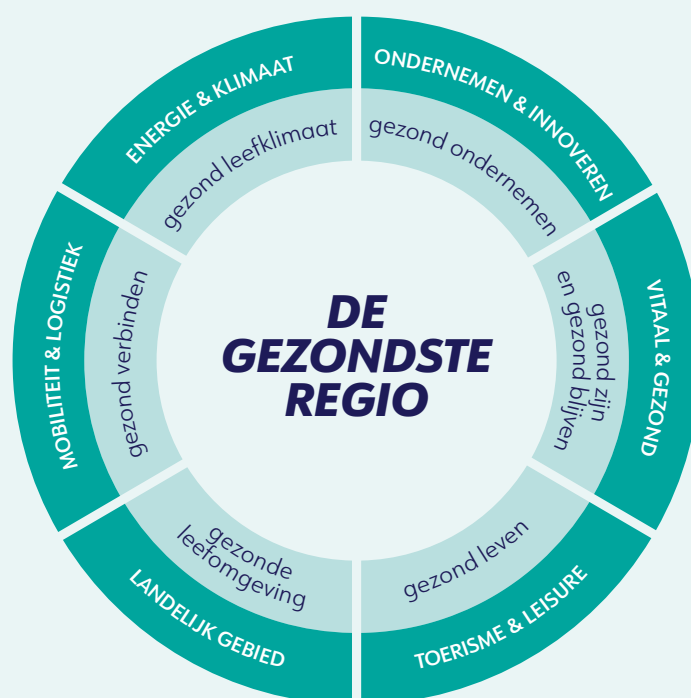 DE
GEZONDSTE
REGIO
ONDERNEMEN & INNOVEREN
gezond ondernemen
VITAAL & GEZOND
gezond zijn
en gezond blijven
TOERISME & LEISURE
gezond leven
LANDELIJK GEBIED
gezonde
leefomgeving
MOBILITEIT & LOGISTIEK
gezond verbinden
ENERGIE & KLIMAAT
gezond leefklimaat